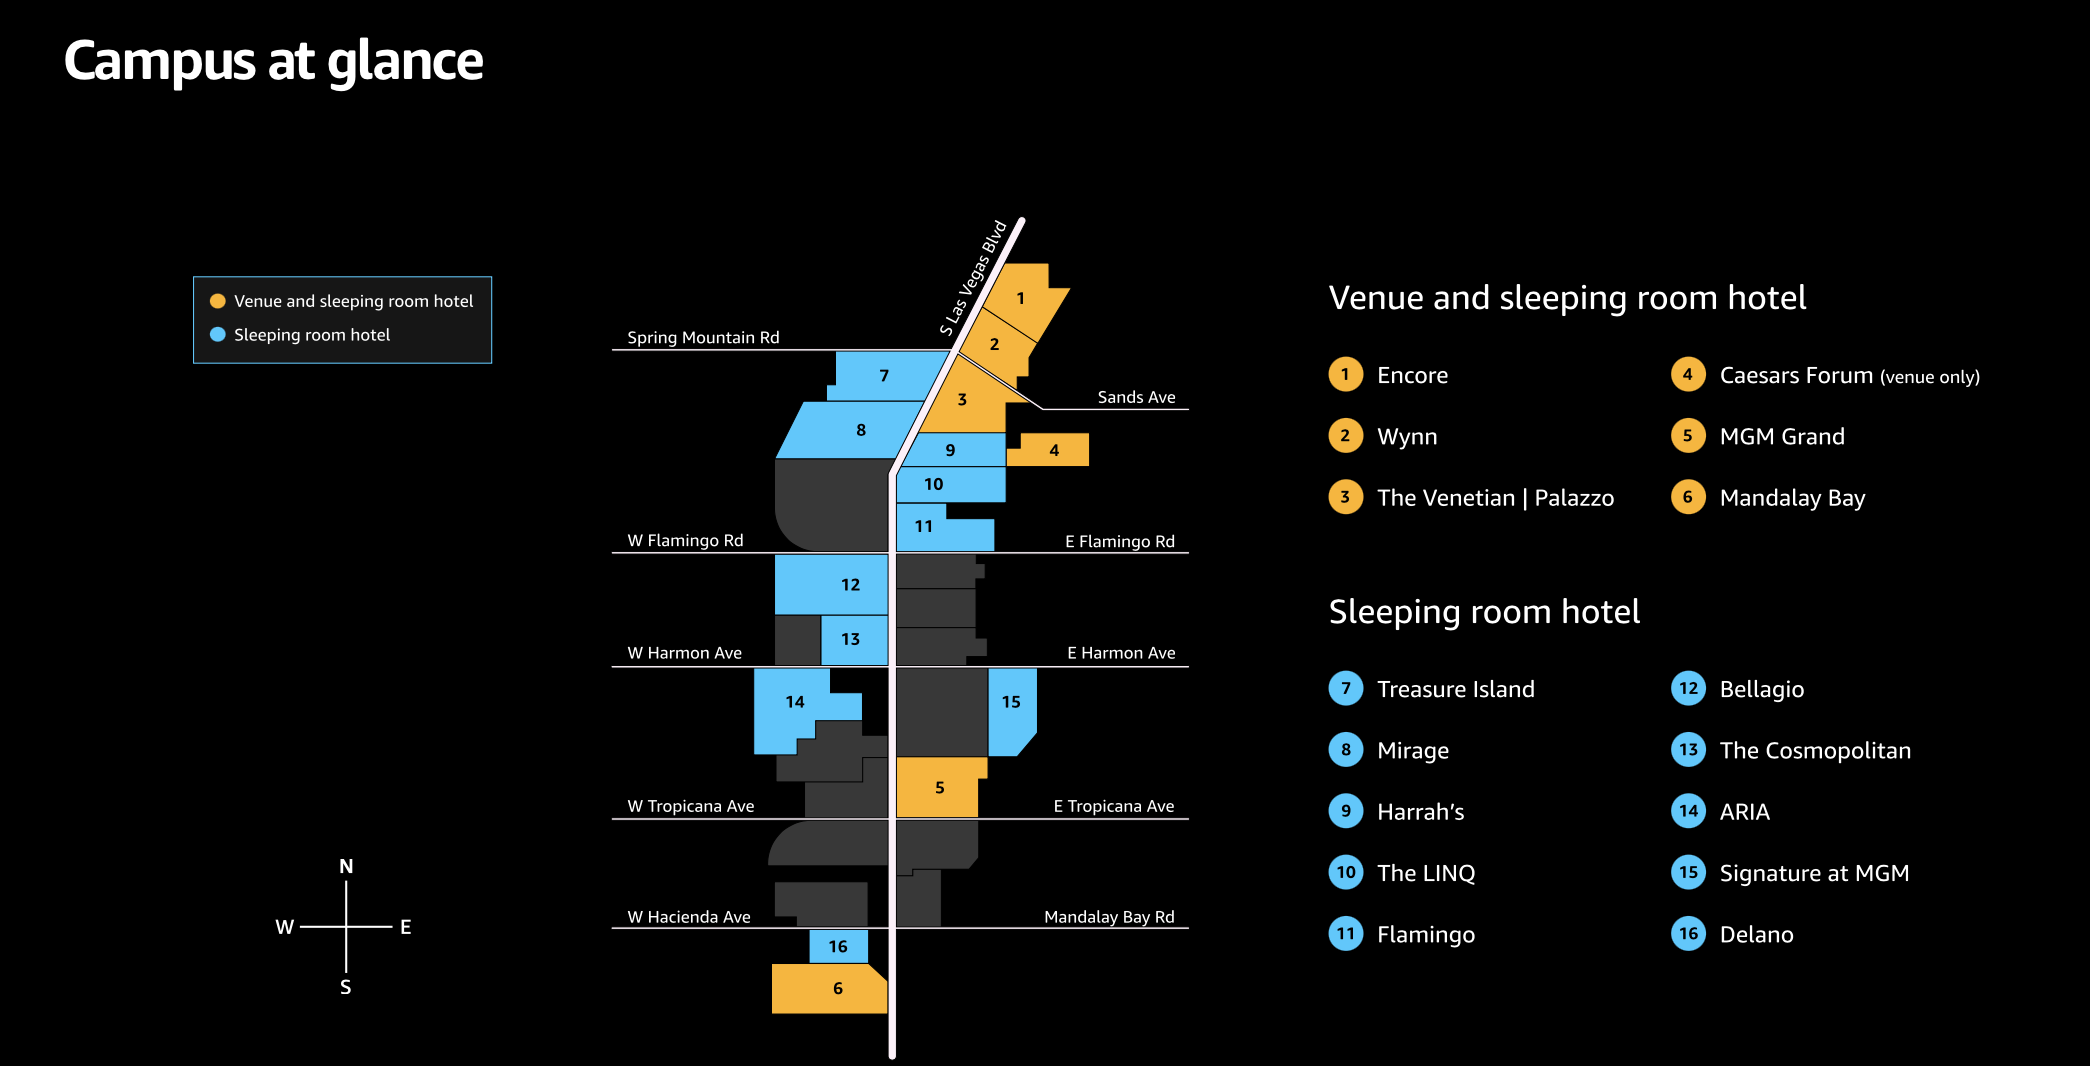 Campus at glance
Venue and sleeping room hotel
Sleeping room hotel
S Las Vegas Blvd
Spring Mountain Rd
Sands Ave
W Flamingo Rd
E Flamingo Rd
W Harmon Ave
E Harmon Ave
W Tropicana Ave
E Tropicana Ave
W Hacienda Ave
Mandalay Bay Rd
1
2
7
3
8
9
4
10
11
12
13
14
15
5
16
6
N
W
E
S
Venue and sleeping room hotel
1 Encore
2 Wynn
3 The Venetian | Palazzo
4 Caesars Forum (venue only)
5 MGM Grand
6 Mandalay Bay
Sleeping room hotel
7 Treasure Island
8 Mirage
9 Harrah’s
10 The LINQ
11 Flamingo
12 Bellagio
13 The Cosmopolitan
14 ARIA
15 Signature at MGM
16 Delano